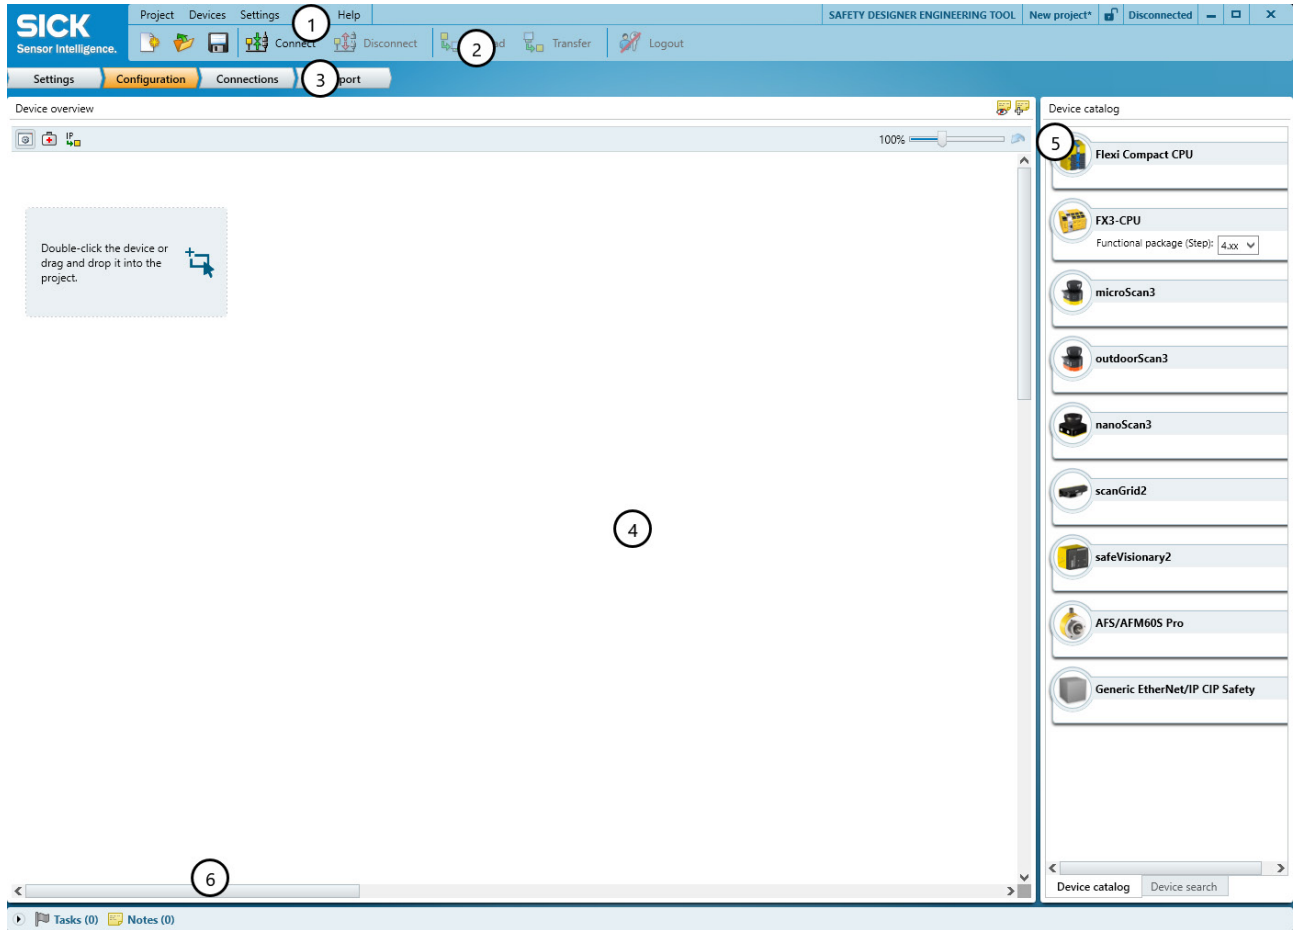 SICK
Sensor Intelligence.
Project Devices Settings 1 Help
SAFETY DESIGNER ENGINEERING TOOL New project* Disconnected
Connect Disconnect 2 Transfer Logout
Settings Configuration Connections 3
Device overview
Device catalog
IP
100%
5
Flexi Compact CPU
FX3-CPU
Functional package (Step): 4.xx
Double-click the device or
drag and drop it into the
project.
microScan3
outdoorScan3
nanoScan3
scanGrid2
4
safeVisionary2
AFS/AFM60S Pro
Generic EtherNet/IP CIP Safety
6
Device catalog Device search
Tasks (0) Notes (0)